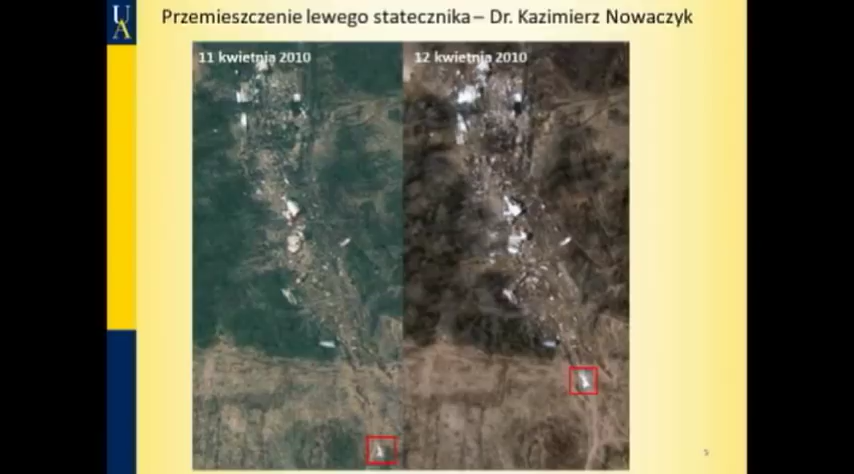 UA
Przemieszczenie lewego statecznika – Dr. Kazimierz Nowaczyk
11 kwietnia 2010
12 kwietnia 2010
5